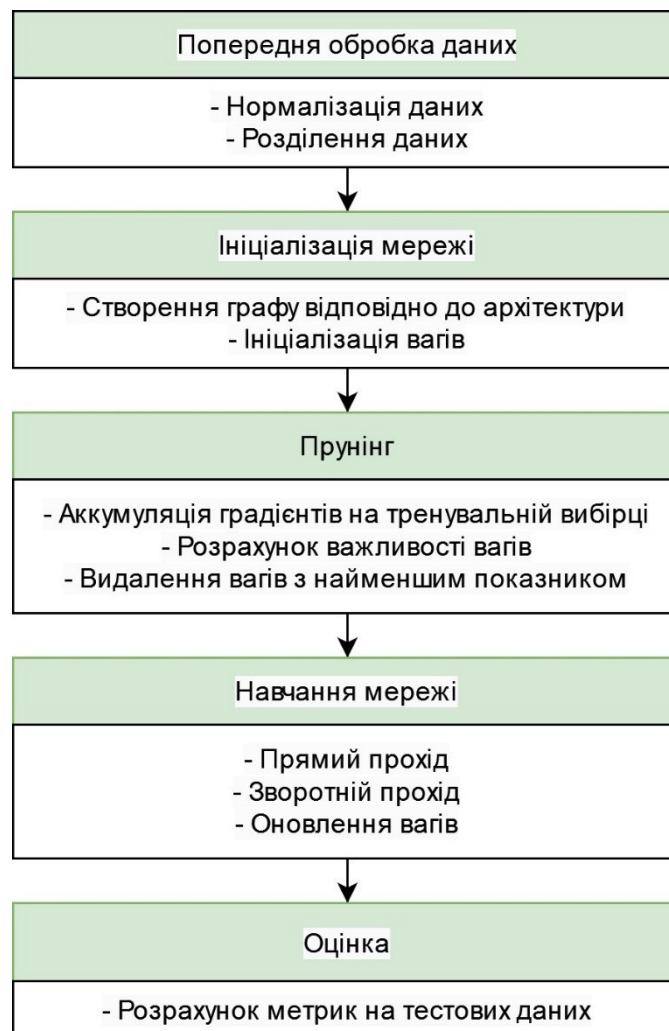 Попередня обробка даних
- Нормалізація даних
- Розділення даних
Ініціалізація мережі
- Створення графу відповідно до архітектури
- Ініціалізація вагів
Прунінг
- Аккумуляція градієнтів на тренувальній вибірці
- Розрахунок важливості вагів
- Видалення вагів з найменшим показником
Навчання мережі
- Прямий прохід
- Зворотній прохід
- Оновлення вагів
Оцінка
- Розрахунок метрик на тестових даних